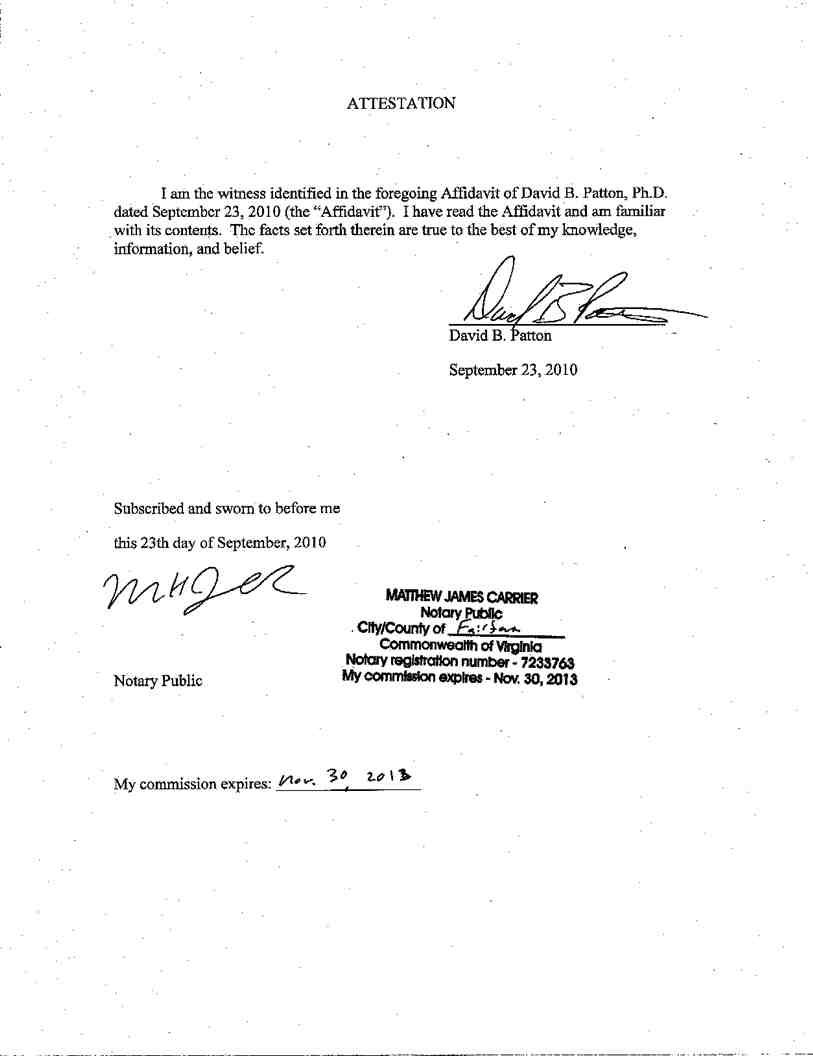 ATTESTATION
I am the witness identified in the foregoing Affidavit of David B. Patton, Ph.D.
dated September 23, 2010 (the “Affidavit”). I have read the Affidavit and am familiar
with its contents. The facts set forth therein are true to the best of my knowledge,
information, and belief.
David B. Patton
September 23, 2010
Subscribed and sworn to before me
this 23th day of September, 2010
MATTHEW JAMES CARRIER
Notary Public
City/County of Fairfax
Commonwealth of Virginia
Notary registration number - 7233763
My commission expires - Nov. 30, 2013
Notary Public
My commission expires: Nov. 30, 2013